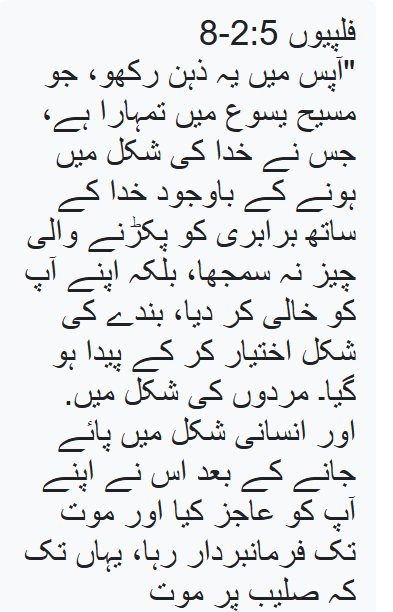 فلپیوں 2:5-8
"آپس میں یہ ذہن رکھو، جو
مسیح یسوع میں تمہارا ہے،
جس نے خدا کی شکل میں
ہونے کے باوجود خدا کے
ساتھ برابری کو پکڑنے والی
چیز نہ سمجھا، بلکہ اپنے آپ
کو خالی کر دیا، بندے کی
شکل اختیار کر کے پیدا ہو
گیا۔ مردوں کی شکل میں.
اور انسانی شکل میں پائے
جانے کے بعد اس نے اپنے
آپ کو عاجز کیا اور موت
تک فرمانبردار رہا، یہاں تک
کہ صلیب پر موت